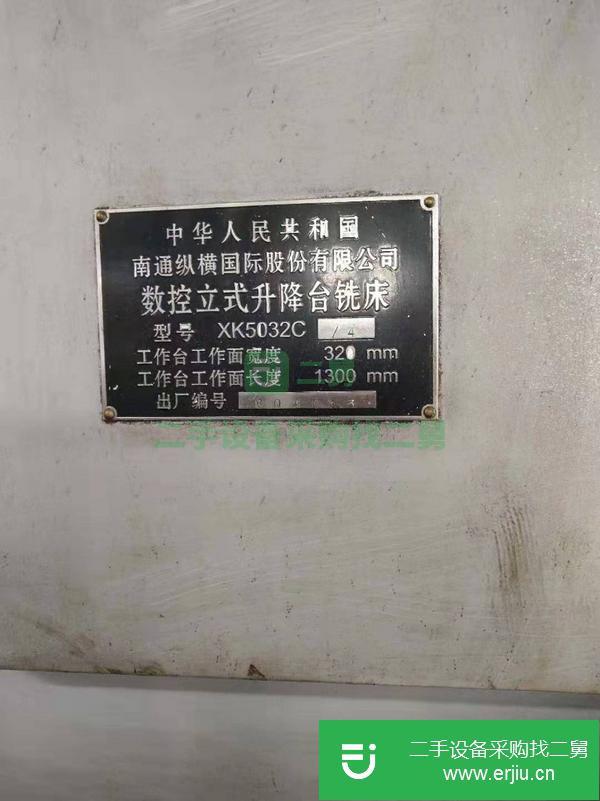 中华人民共和国
南通纵横国际股份有限公司
数控立式升降台铣床
型号 XK5032C /4
工作台工作面宽度 320 mm
工作台工作面长度 1300 mm
出厂编号
二舅
二手设备采购找二舅
二手设备采购找二舅
www.erjiu.cn